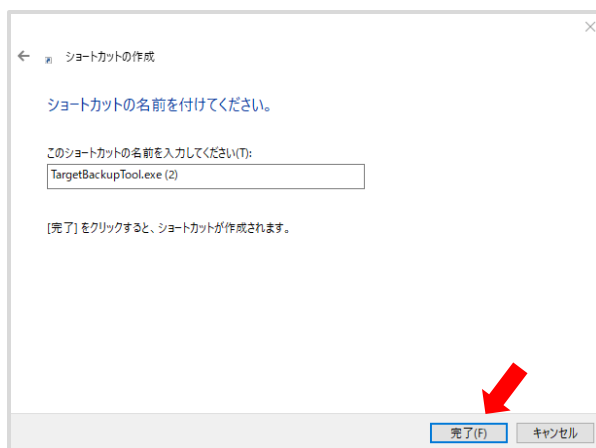 ショートカットの作成
ショートカットの名前を付けてください。
このショートカットの名前を入力してください(T):
TargetBackupTool.exe (2)
[完了] をクリックすると、ショートカットが作成されます。
完了(F)
キャンセル